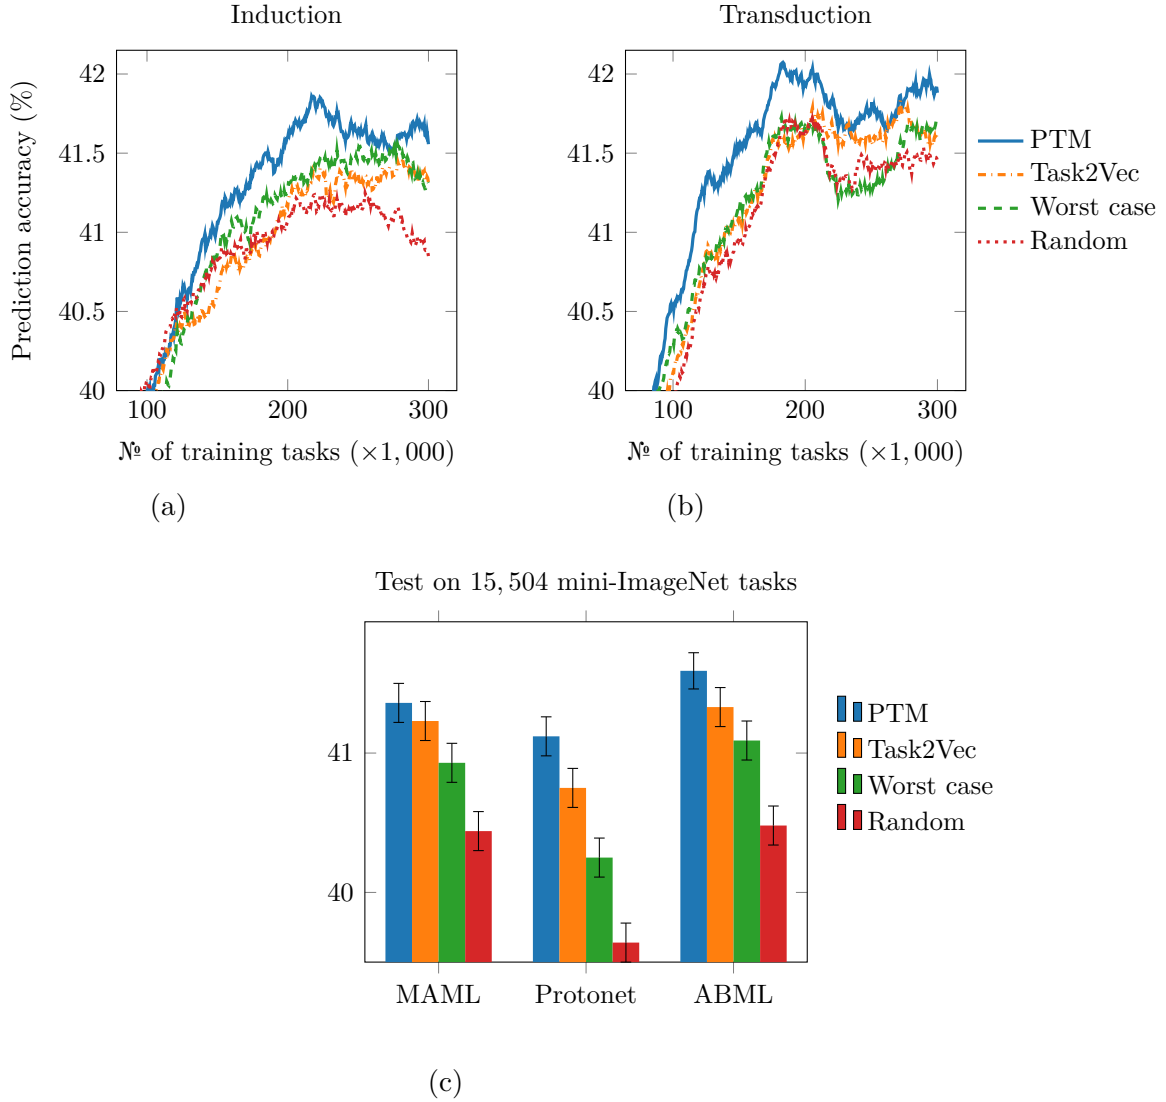 Induction
Prediction accuracy (%)
42
41.5
41
40.5
40
100 200 300
№ of training tasks (×1,000)
(a)
Transduction
42
41.5
41
40.5
40
100 200 300
№ of training tasks (×1,000)
(b)
PTM
Task2Vec
Worst case
Random
Test on 15,504 mini-ImageNet tasks
41
40
MAML Protonet ABML
PTM
Task2Vec
Worst case
Random
(c)